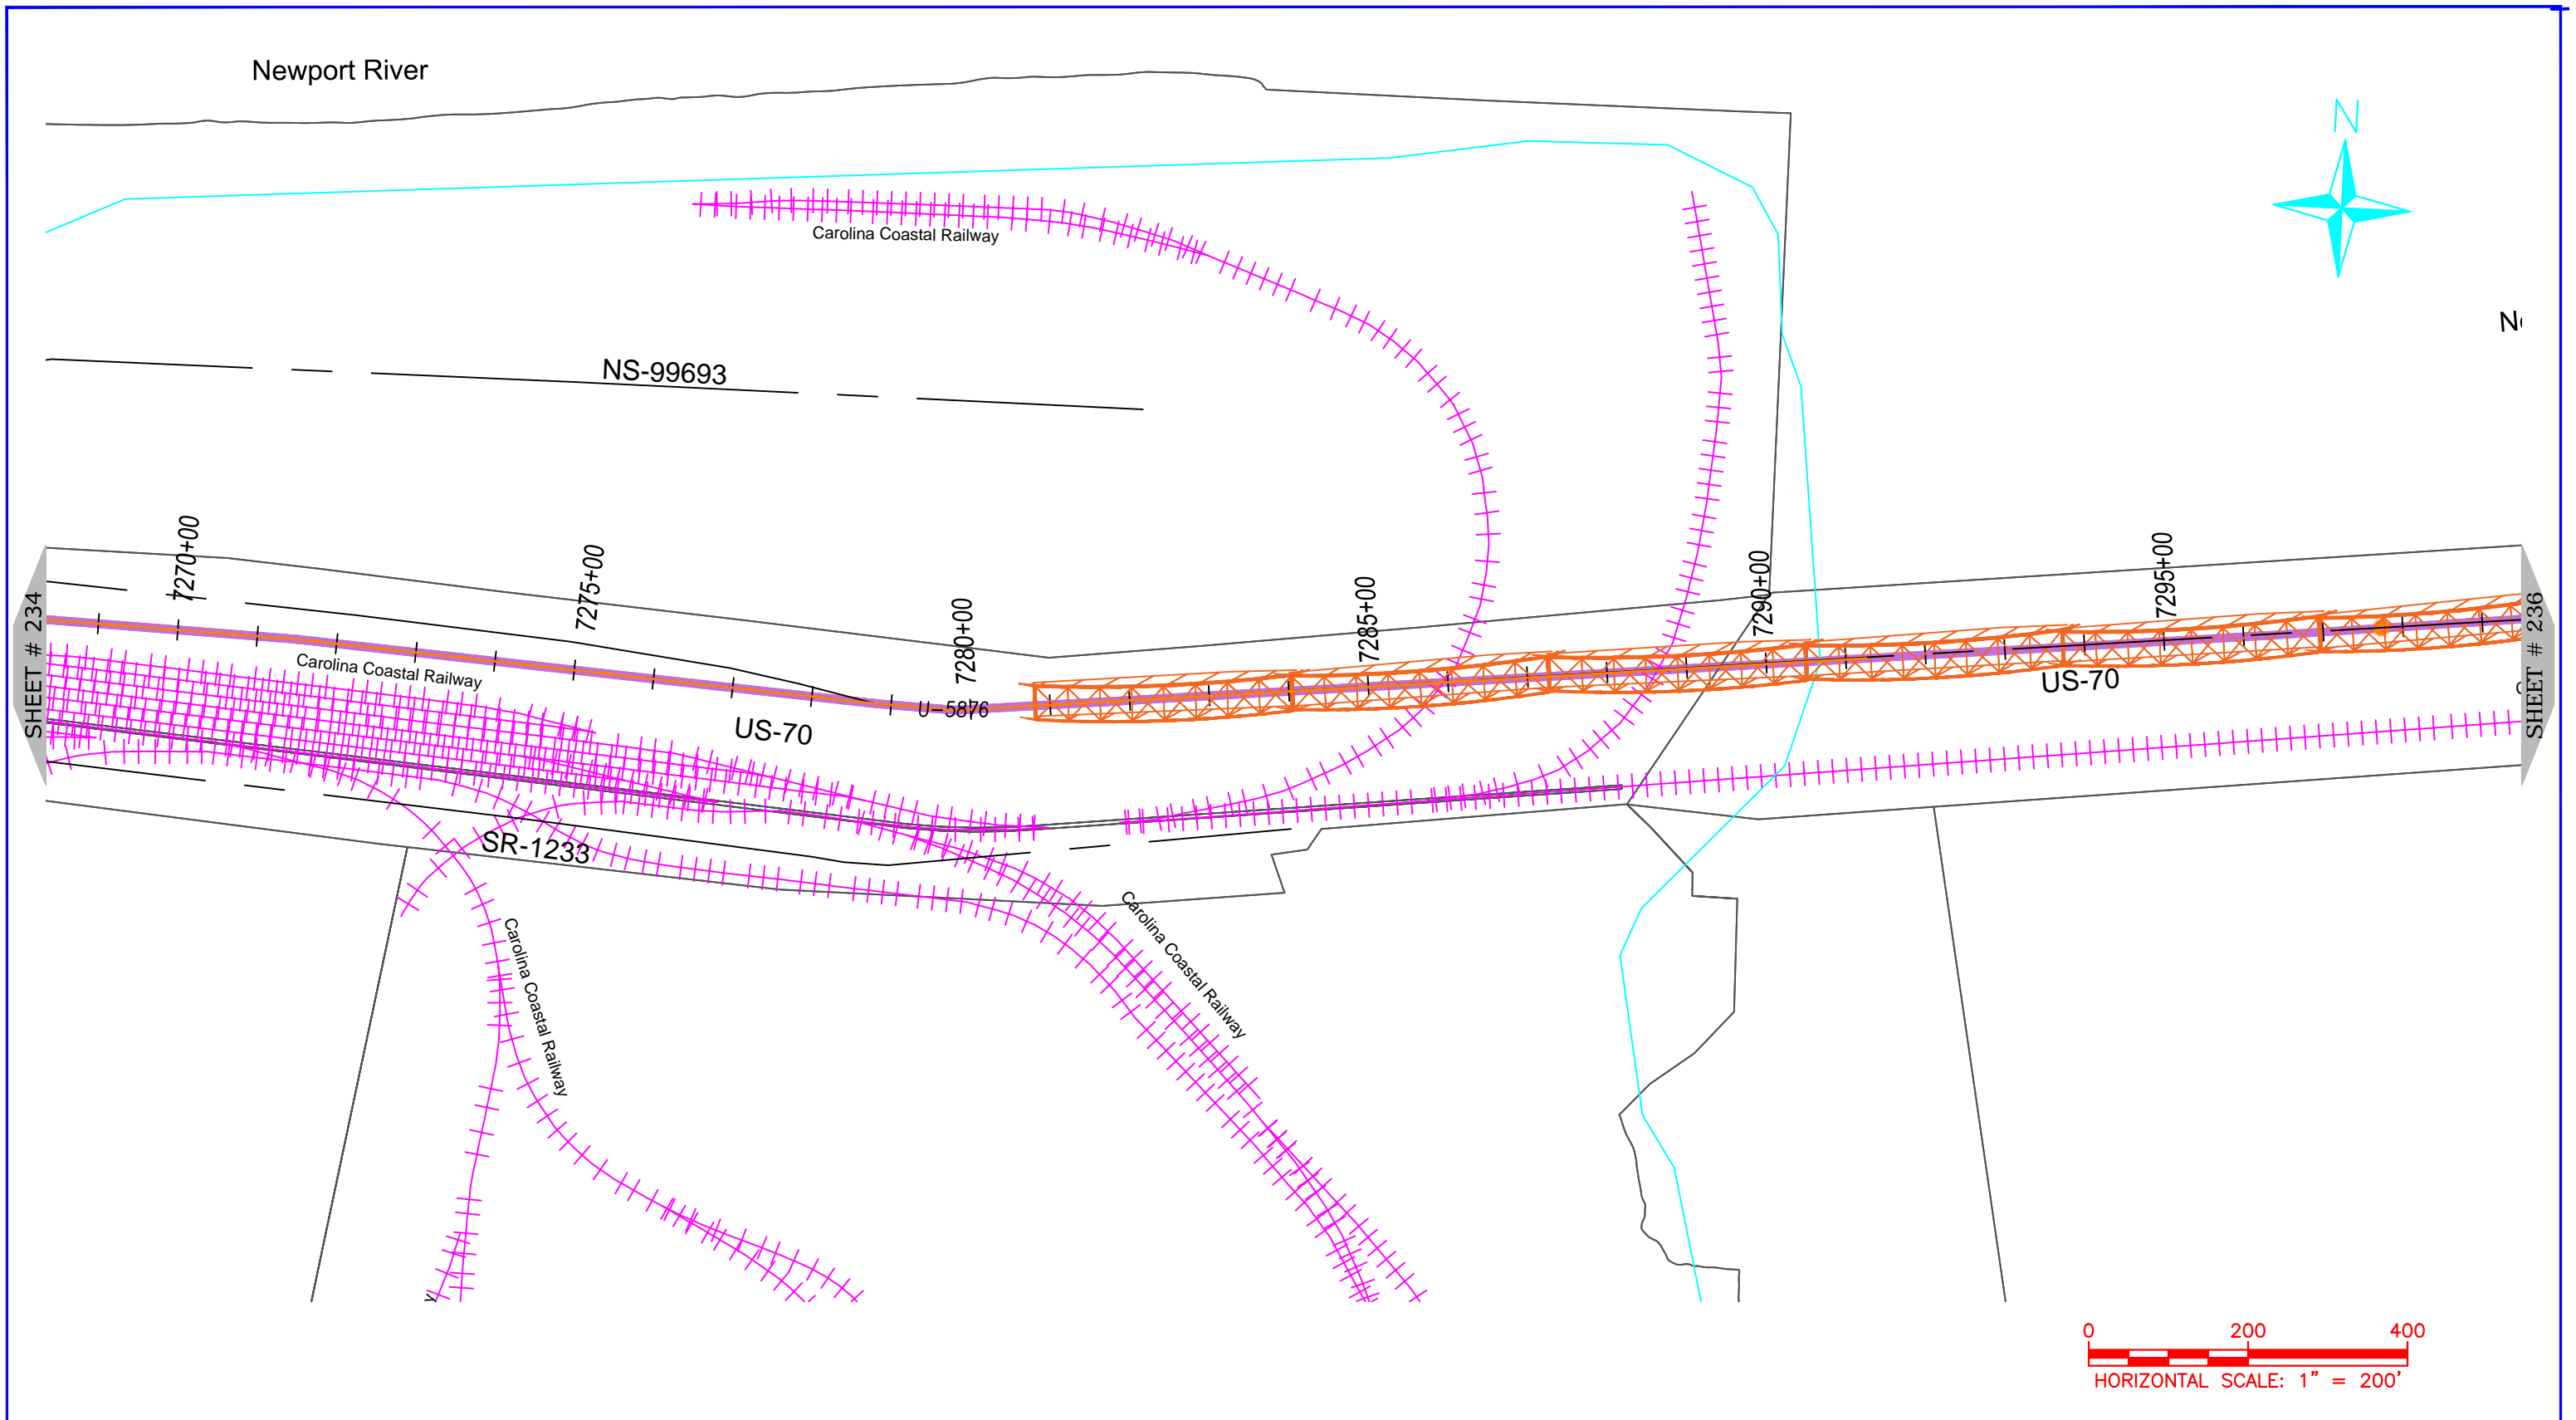 Newport River
N
Carolina Coastal Railway
NS-99693
7270+00
7275+00
7280+00
7285+00
7290+00
7295+00
SHEET # 234
SHEET # 236
Carolina Coastal Railway
U-5876
US-70
US-70
SR-1233
Carolina Coastal Railway
Carolina Coastal Railway
y
0 200 400
HORIZONTAL SCALE: 1" = 200'